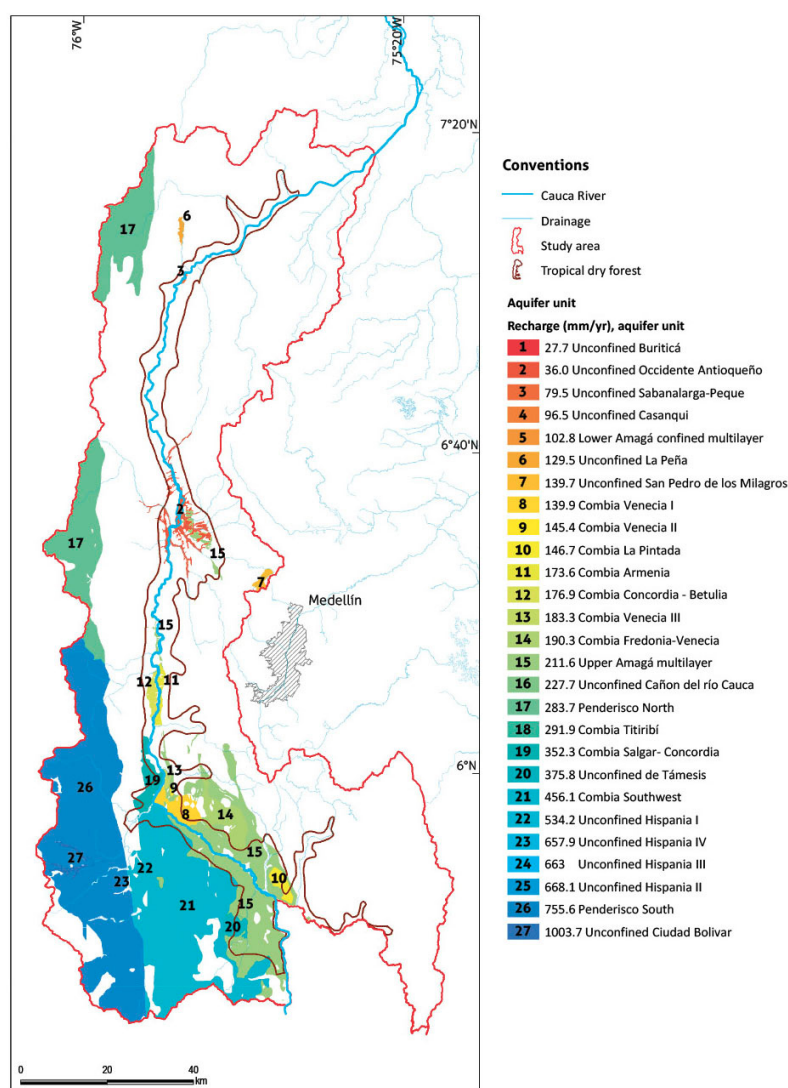 76°W
75°20'W
7°20'
6
17
3
6°40'N
2
15
17
7
Medellín
15
12
11
6°N
13
19
9
26
8
14
15
27
22
10
23
21
15
20
0
20
40
km
Conventions
Cauca River
Drainage
Study area
Tropical dry forest
Aquifer unit
Recharge (mm/yr), aquifer unit
1 27.7 Unconfined Buriticá
2 36.0 Unconfined Occidente Antioqueño
3 79.5 Unconfined Sabanalarga-Peque
4 96.5 Unconfined Casanqui
5 102.8 Lower Amagá confined multilayer
6 129.5 Unconfined La Peña
7 139.7 Unconfined San Pedro de los Milagros
8 139.9 Combia Venecia I
9 145.4 Combia Venecia II
10 146.7 Combia La Pintada
11 173.6 Combia Armenia
12 176.9 Combia Concordia - Betulia
13 183.3 Combia Venecia III
14 190.3 Combia Fredonia-Venecia
15 211.6 Upper Amagá multilayer
16 227.7 Unconfined Cañon del río Cauca
17 283.7 Penderisco North
18 291.9 Combia Titiribí
19 352.3 Combia Salgar- Concordia
20 375.8 Unconfined de Támesis
21 456.1 Combia Southwest
22 534.2 Unconfined Hispania I
23 657.9 Unconfined Hispania IV
24 663 Unconfined Hispania III
25 668.1 Unconfined Hispania II
26 755.6 Penderisco South
27 1003.7 Unconfined Ciudad Bolivar